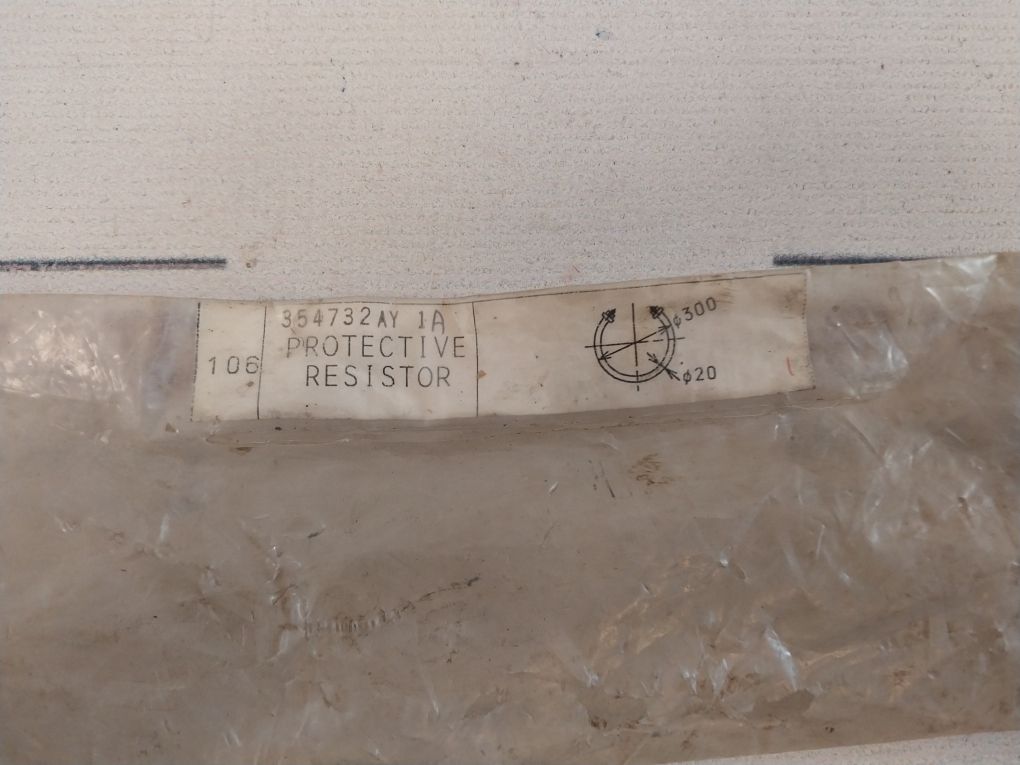 106
354732AY 1A
PROTECTIVE
RESISTOR
φ300
φ20